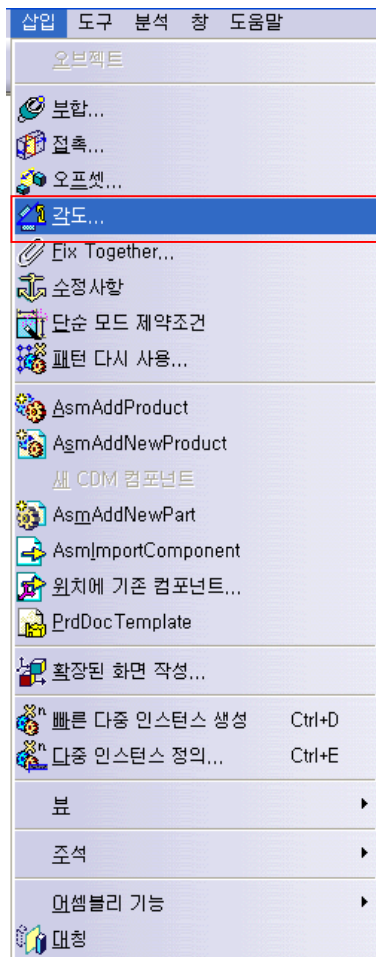 삽입 도구 분석 창 도움말
오브젝트
부합...
접촉...
오프셋...
각도...
Fix Together...
수정사항
단순 모드 제약조건
패턴 다시 사용...
AsmAddProduct
AsmAddNewProduct
새 CDM 컴포넌트
AsmAddNewPart
AsmImportComponent
위치에 기존 컴포넌트...
PrdDocTemplate
확장된 화면 작성...
빠른 다중 인스턴스 생성 Ctrl+D
다중 인스턴스 정의... Ctrl+E
뷰
주석
어셈블리 기능
대칭